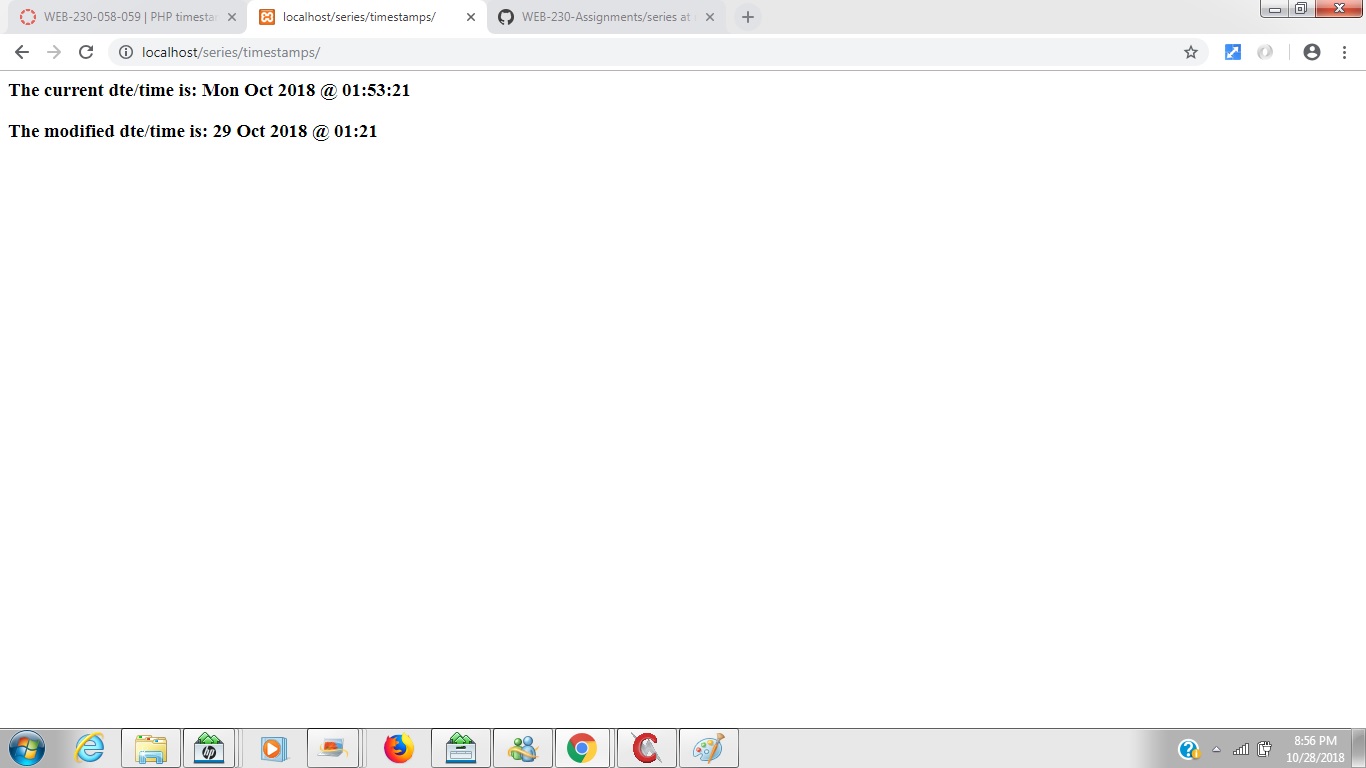 WEB-230-058-059 | PHP timesta
localhost/series/timestamps/
WEB-230-Assignments/series at
localhost/series/timestamps/
The current dte/time is: Mon Oct 2018 @ 01:53:21
The modified dte/time is: 29 Oct 2018 @ 01:21
8:56 PM
10/28/2018